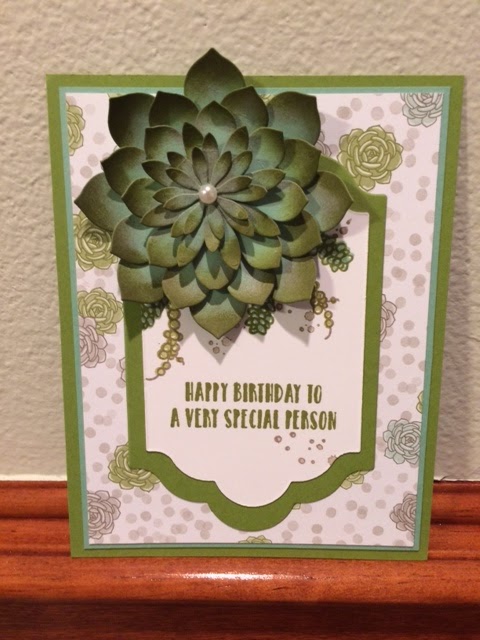 HAPPY BIRTHDAY TO
A VERY SPECIAL PERSON